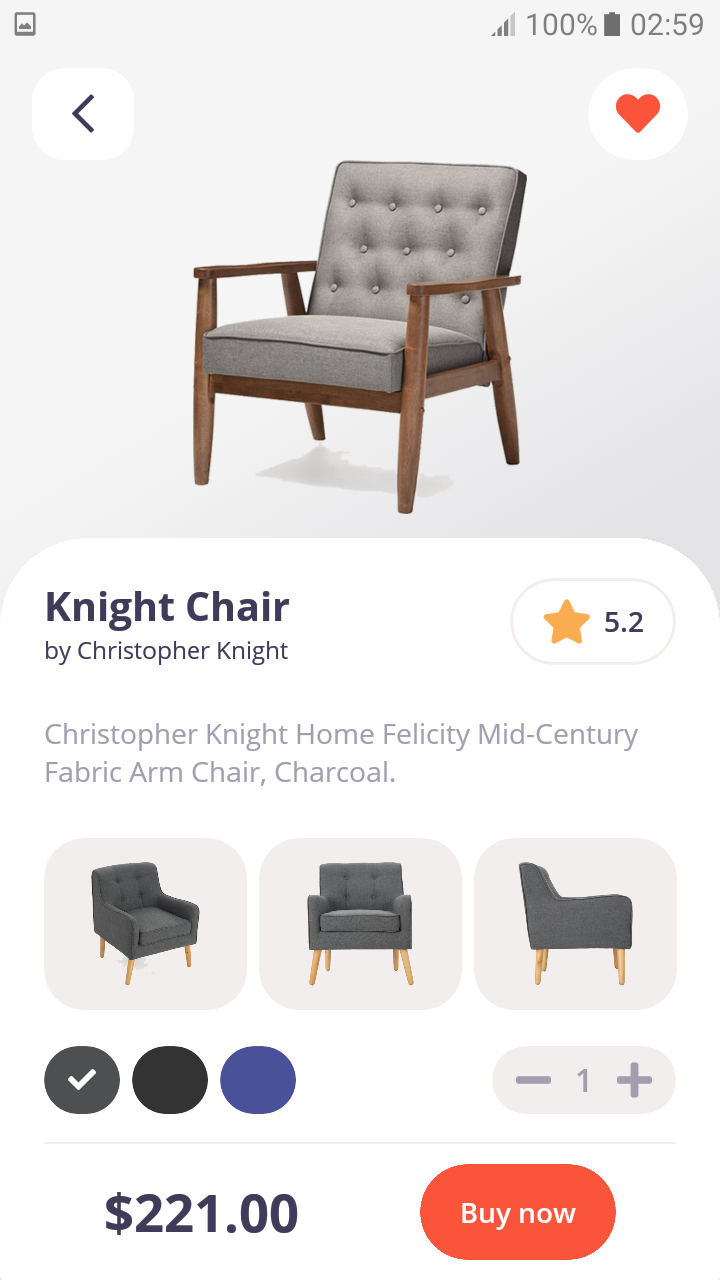 100% 02:59
Knight Chair
by Christopher Knight
5.2
Christopher Knight Home Felicity Mid-Century
Fabric Arm Chair, Charcoal.
1
$221.00
Buy now